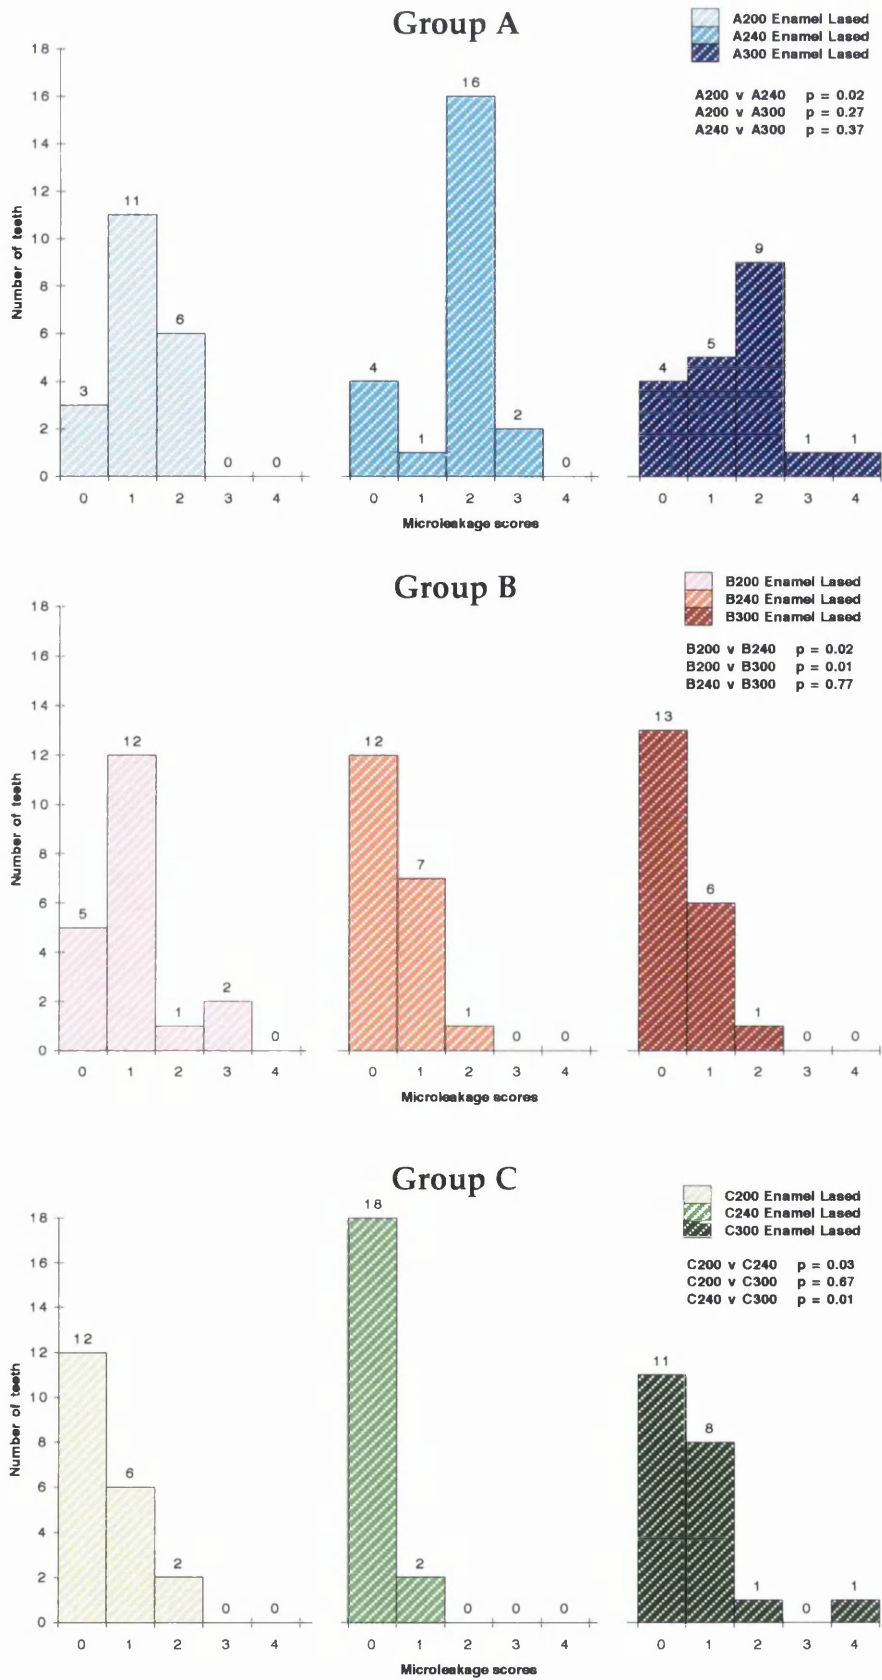 Group A
A200 Enamel Lased
A240 Enamel Lased
A300 Enamel Lased
A200 v A240 p = 0.02
A200 v A300 p = 0.27
A240 v A300 p = 0.37
Number of teeth
18
16
14
12
10
8
6
4
2
0
3 11 6 0 0
4 1 16 2 0
4 5 9 1 1
0 1 2 3 4
0 1 2 3 4
0 1 2 3 4
Microleakage scores
Group B
B200 Enamel Lased
B240 Enamel Lased
B300 Enamel Lased
B200 v B240 p = 0.02
B200 v B300 p = 0.01
B240 v B300 p = 0.77
Number of teeth
18
16
14
12
10
8
6
4
2
0
5 12 1 2 0
12 7 1 0 0
13 6 1 0 0
0 1 2 3 4
0 1 2 3 4
0 1 2 3 4
Microleakage scores
Group C
C200 Enamel Lased
C240 Enamel Lased
C300 Enamel Lased
C200 v C240 p = 0.03
C200 v C300 p = 0.67
C240 v C300 p = 0.01
Number of teeth
18
16
14
12
10
8
6
4
2
0
12 6 2 0 0
18 2 0 0 0
11 8 1 0 1
0 1 2 3 4
0 1 2 3 4
0 1 2 3 4
Microleakage scores